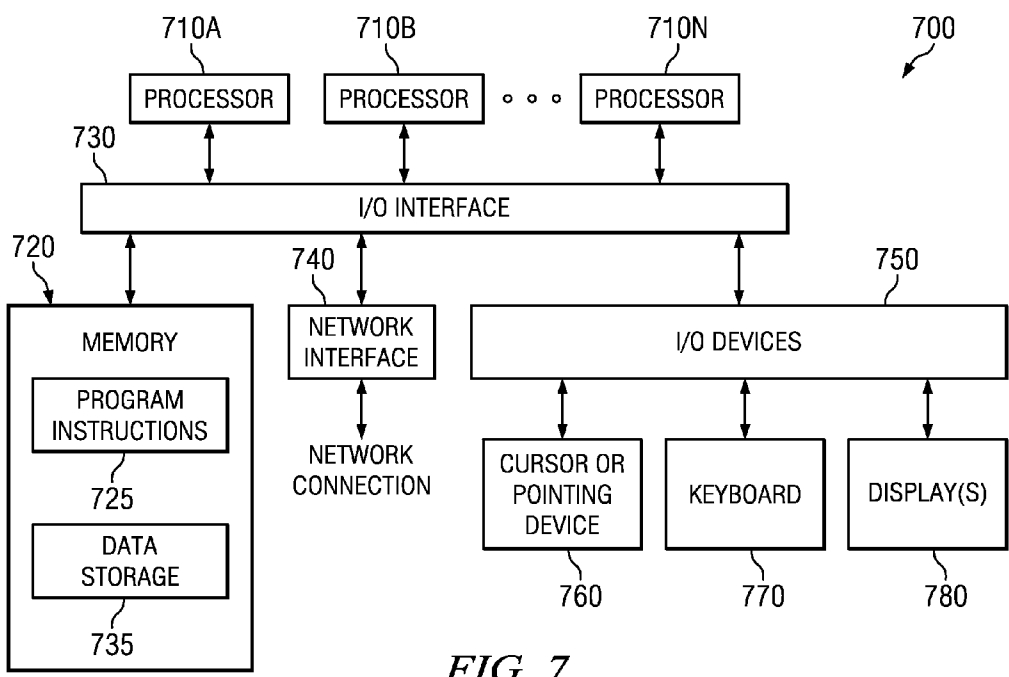 710A
710B
710N
700
PROCESSOR
PROCESSOR
PROCESSOR
730
I/O INTERFACE
720
740
750
MEMORY
NETWORK
INTERFACE
I/O DEVICES
PROGRAM
INSTRUCTIONS
725
NETWORK
CONNECTION
CURSOR OR
POINTING
DEVICE
KEYBOARD
DISPLAY(S)
DATA
STORAGE
735
760
770
780
FIG. 7